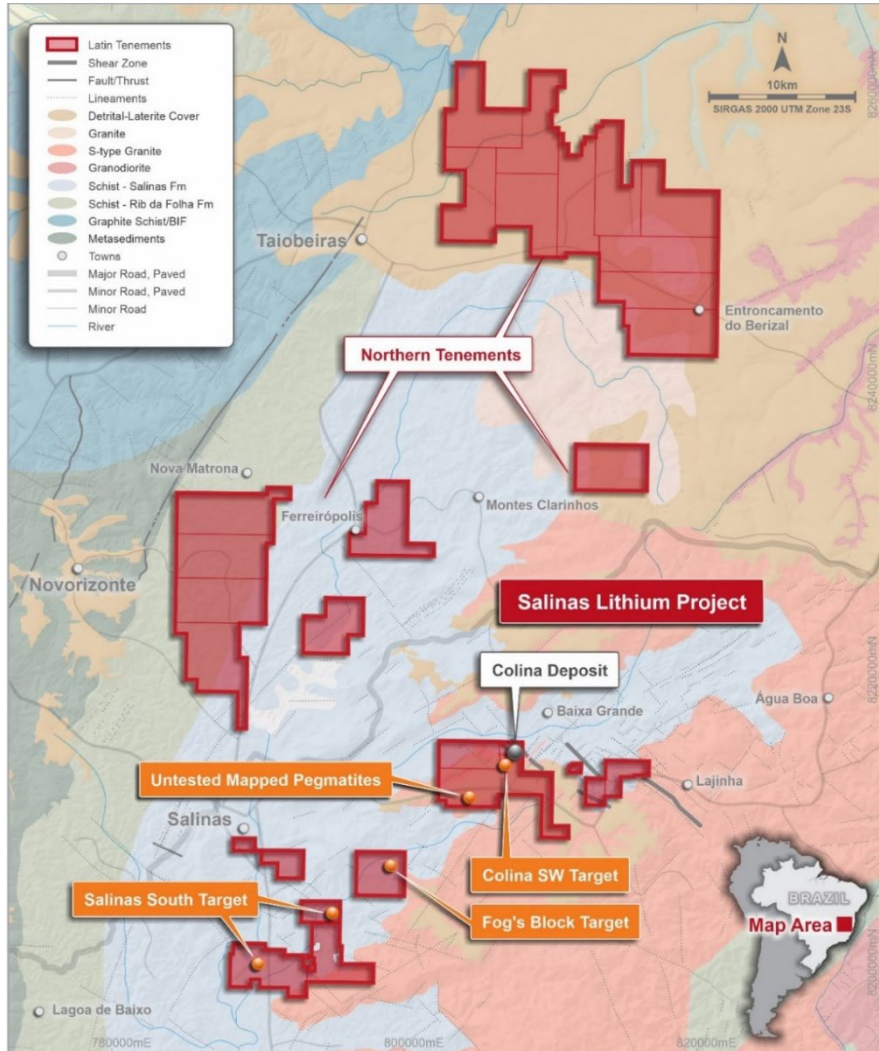 Latin Tenements
Shear Zone
Fault/Thrust
Lineaments
Detrital-Laterite Cover
Granite
S-type Granite
Granodiorite
Schist - Salinas Fm
Schist - Rib da Folha Fm
Graphite Schist/BIF
Metasediments
Towns
Major Road, Paved
Minor Road, Paved
Minor Road
River
N
10km
SIRGAS 2000 UTM Zone 23S
8260000mN
Taiobeiras
Entroncamento
do Berizal
Northern Tenements
8240000mN
Nova Matrona
Ferreirópolis
Montes Clarinhos
Novorizonte
Salinas Lithium Project
Colina Deposit
8220000mN
Baixa Grande
Água Boa
Untested Mapped Pegmatites
Lajinha
Salinas
Colina SW Target
Salinas South Target
Fog's Block Target
BRAZIL
Map Area
8200000mN
Lagoa de Baixo
780000mE
800000mE
820000mE